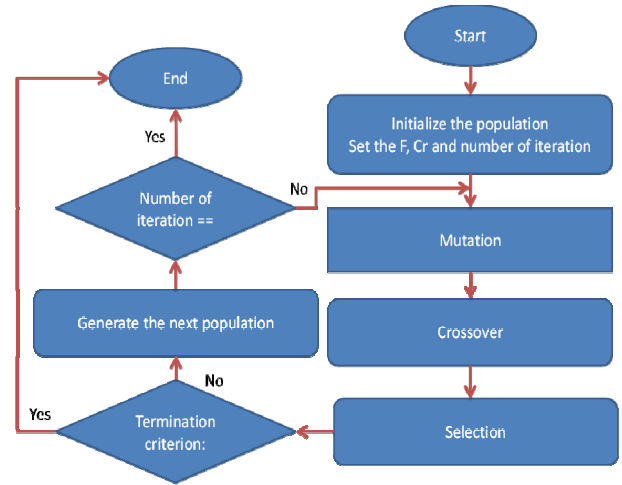 Start
Initialize the population
Set the F, Cr and number of iteration
Mutation
Crossover
Selection
Termination
criterion:
Yes
No
Generate the next population
Number of
iteration ==
No
Yes
End